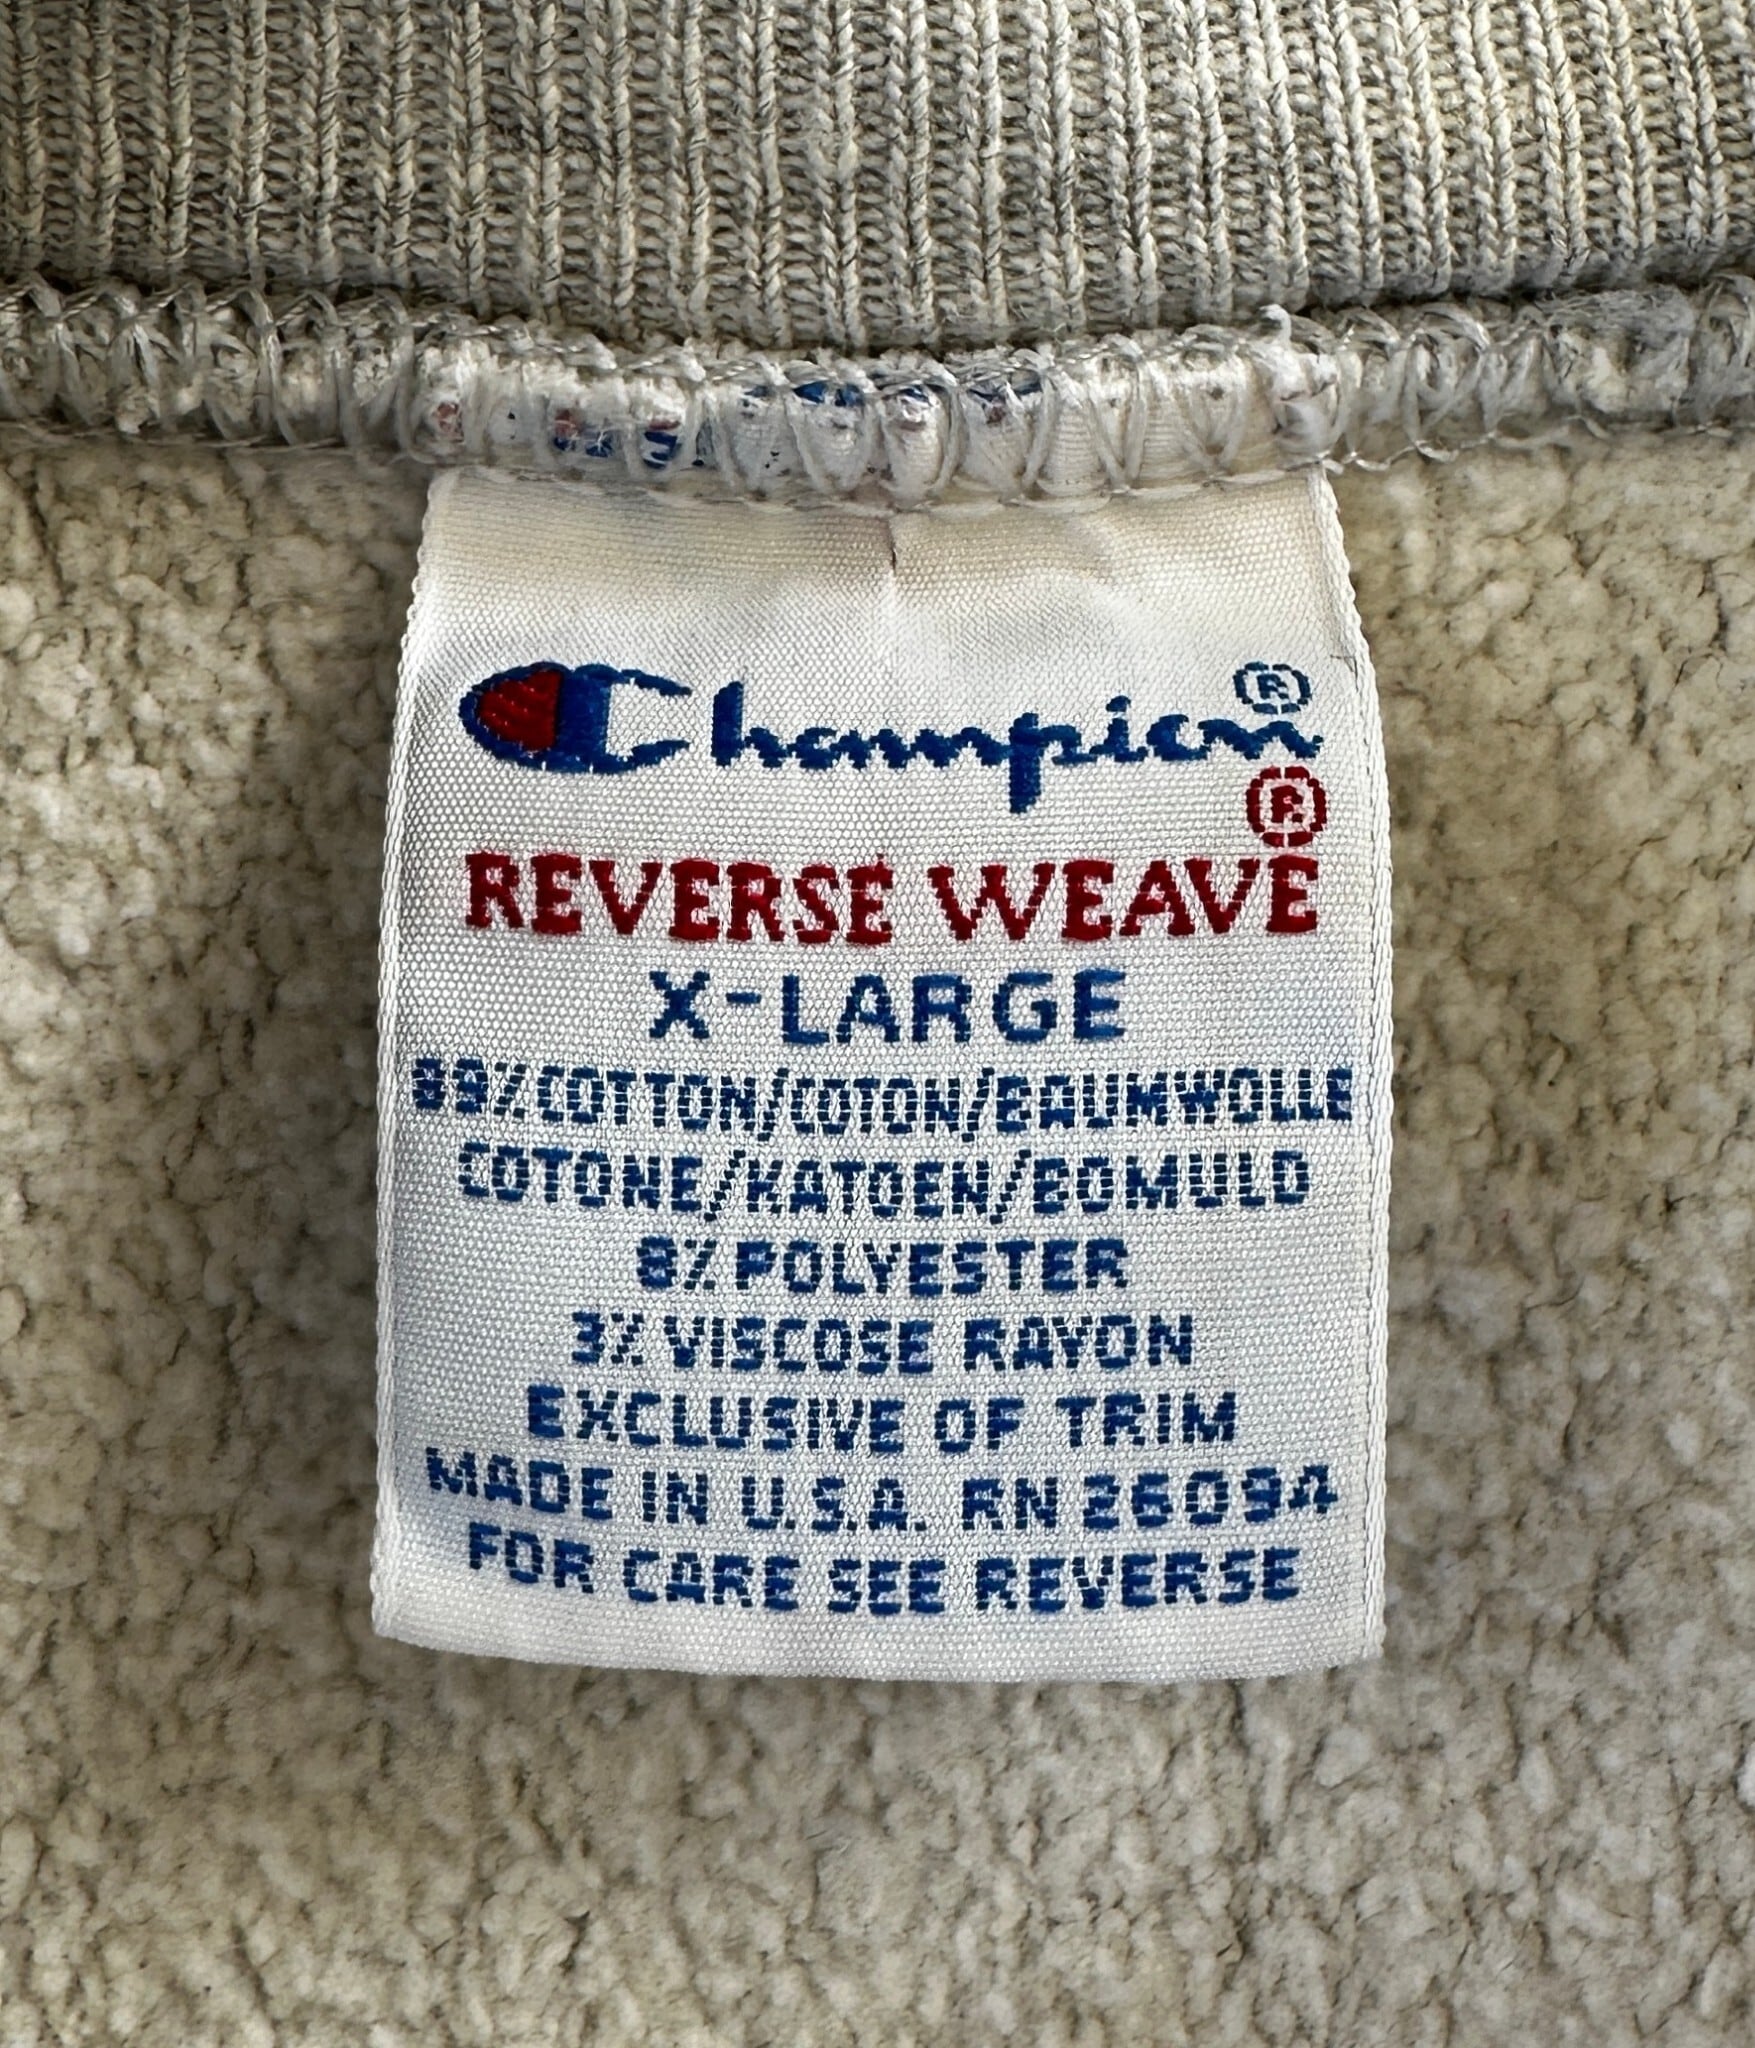 Champion®
®
REVERSE WEAVE
X-LARGE
89% COTTON/COTON/BAUMWOLLE
COTONE/KATOEN/BOMULD
8% POLYESTER
3% VISCOSE RAYON
EXCLUSIVE OF TRIM
MADE IN U.S.A. RN 26094
FOR CARE SEE REVERSE